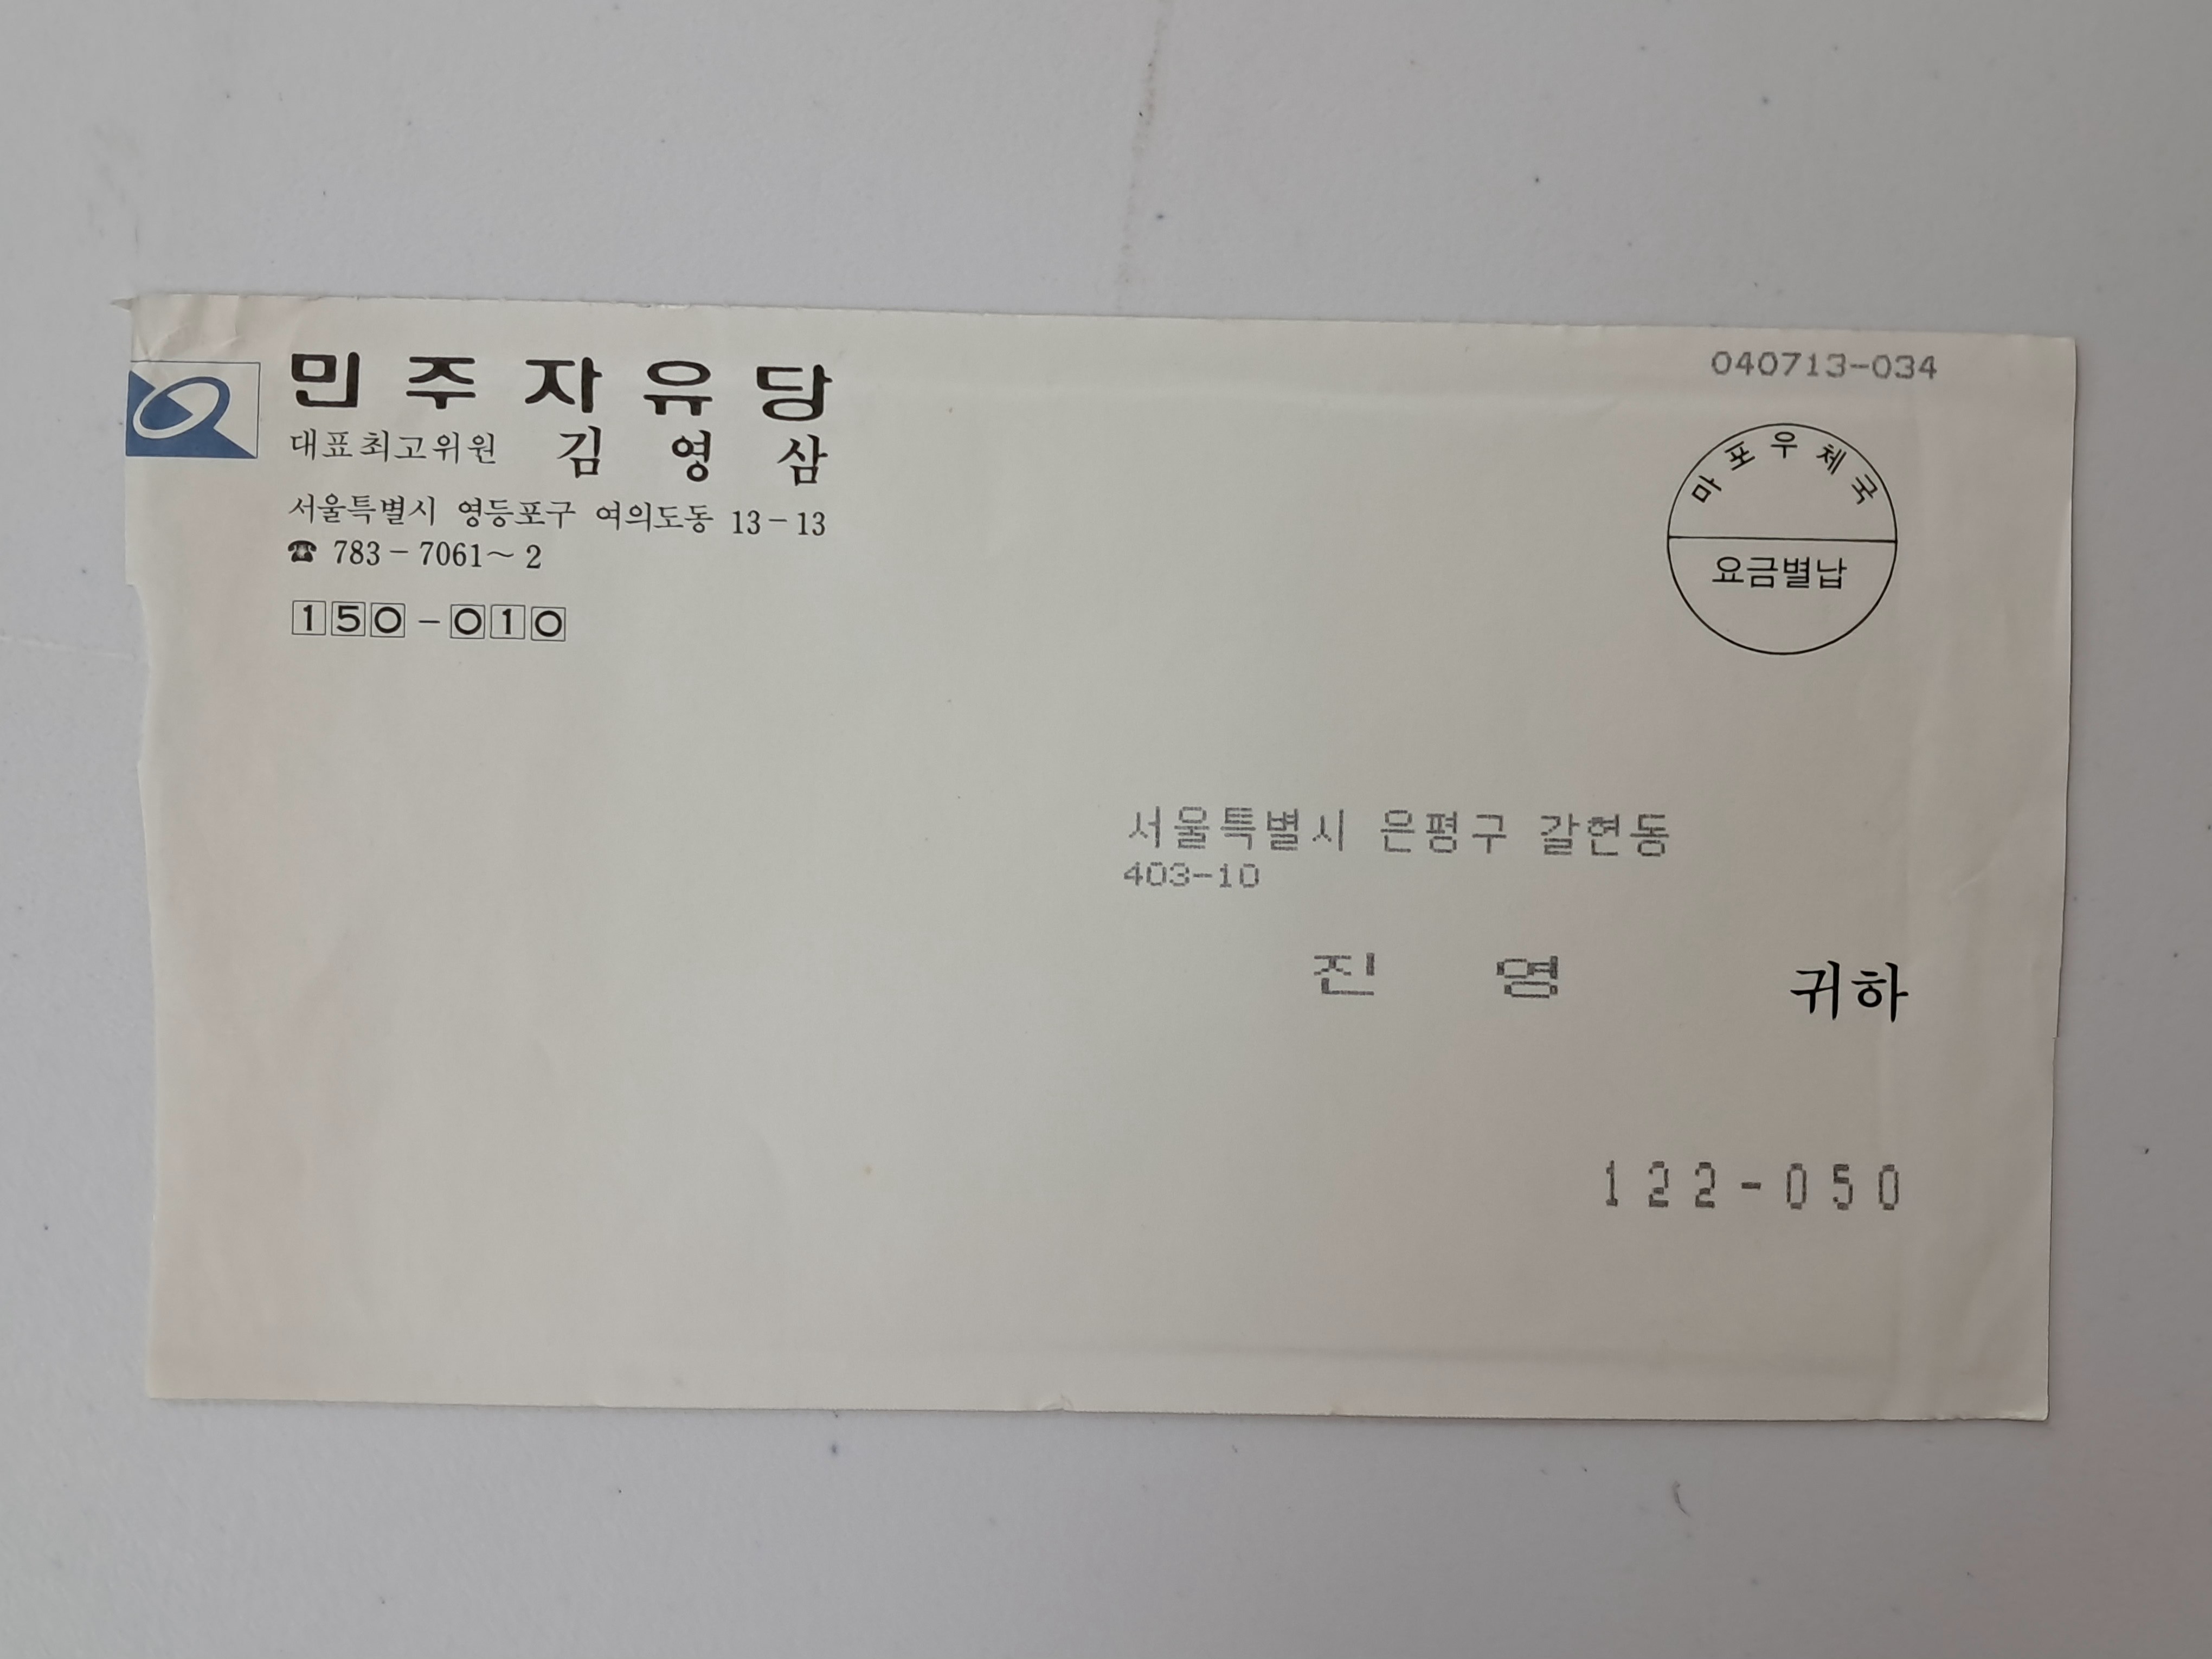 민주자유당
대표최고위원 김영삼
서울특별시 영등포구 여의도동 13-13
☎ 783-7061~2
150-010
040713-034
마포우체국
요금별납
서울특별시 은평구 갈현동
403-10
진 영 귀하
122-050